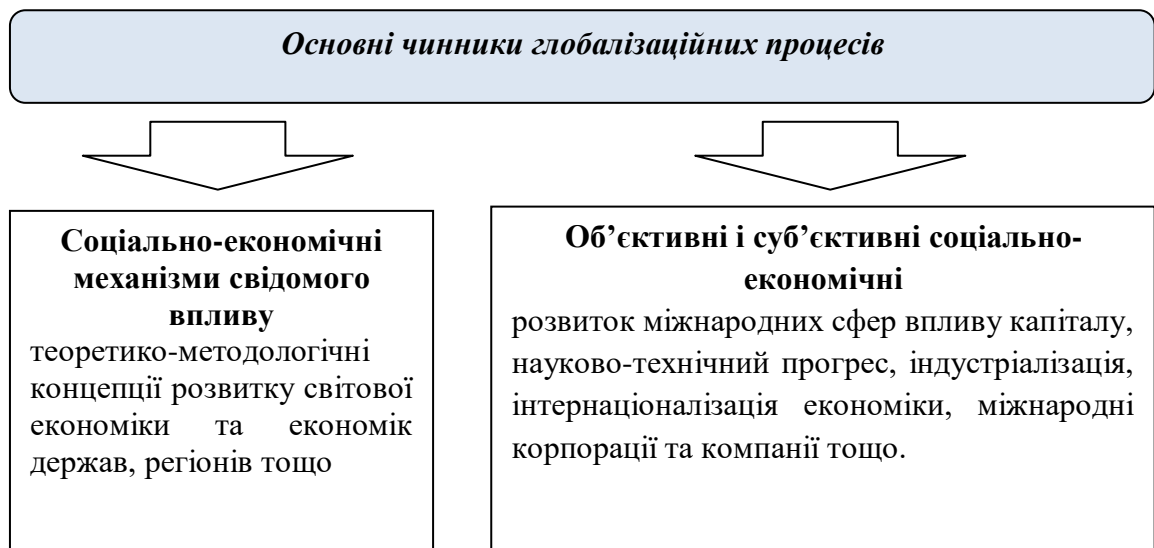 Основні чинники глобалізаційних процесів
Соціально-економічні
механізми свідомого
впливу
теоретико-методологічні
концепції розвитку світової
економіки та економік
держав, регіонів тощо
Об’єктивні і суб’єктивні соціально-
економічні
розвиток міжнародних сфер впливу капіталу,
науково-технічний прогрес, індустріалізація,
інтернаціоналізація економіки, міжнародні
корпорації та компанії тощо.